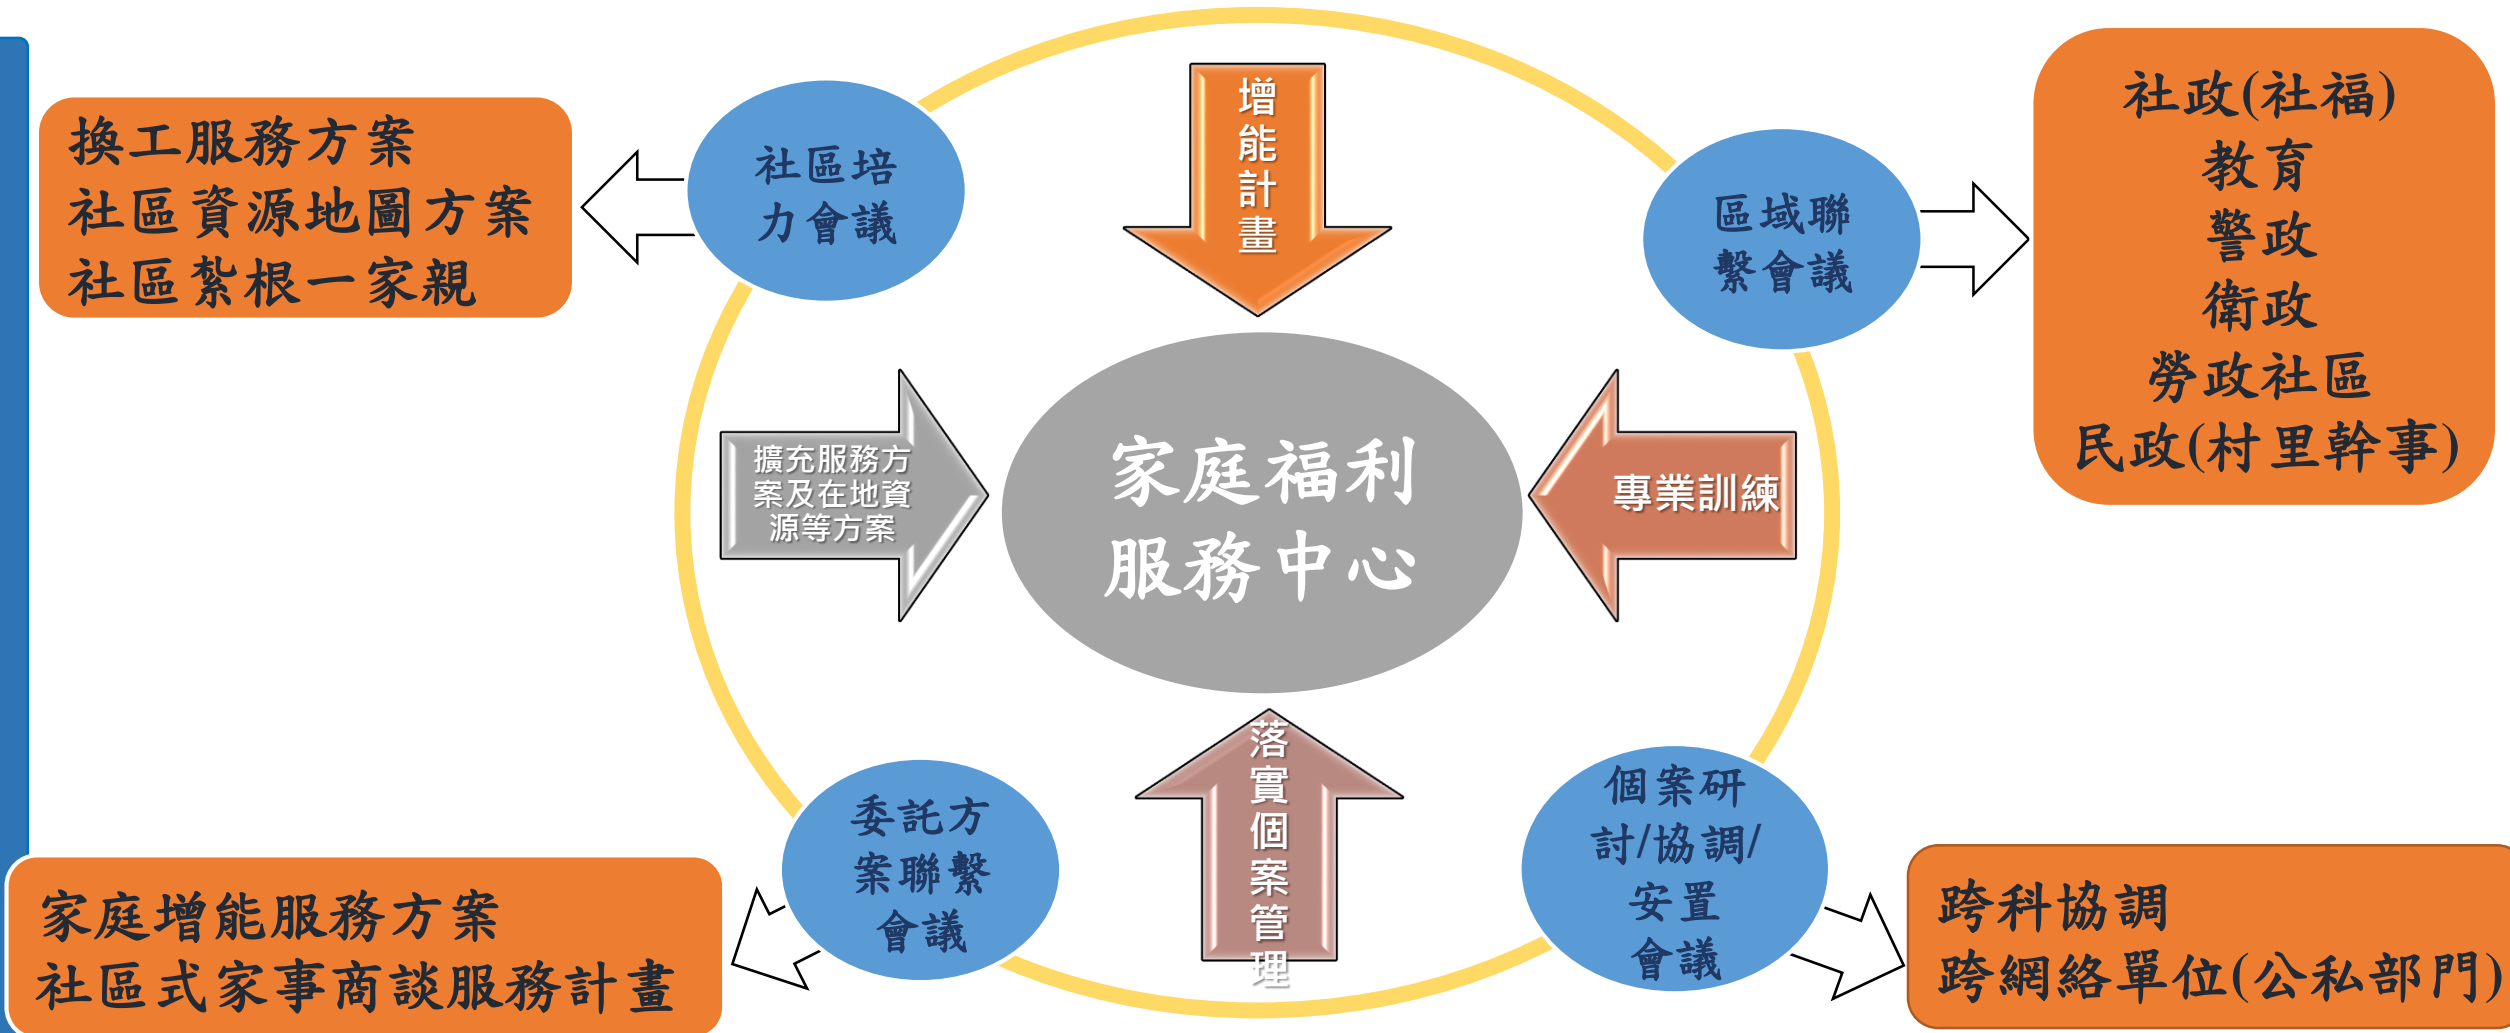 換工服務方案
社區資源地圖方案
社區紮根一家親
社區培
力會議
增
能
計
畫
區域聯
繫會議
社政(社福)
教育
警政
衛政
勞政社區
民政(村里幹事)
擴充服務方
案及在地資
源等方案
家庭福利
服務中心
專業訓練
落
實
個
案
管
理
委託方
案聯繫
會議
個案研
討/協調/
安置
會議
家庭增能服務方案
社區式家事商談服務計畫
跨科協調
跨網絡單位(公私部門)